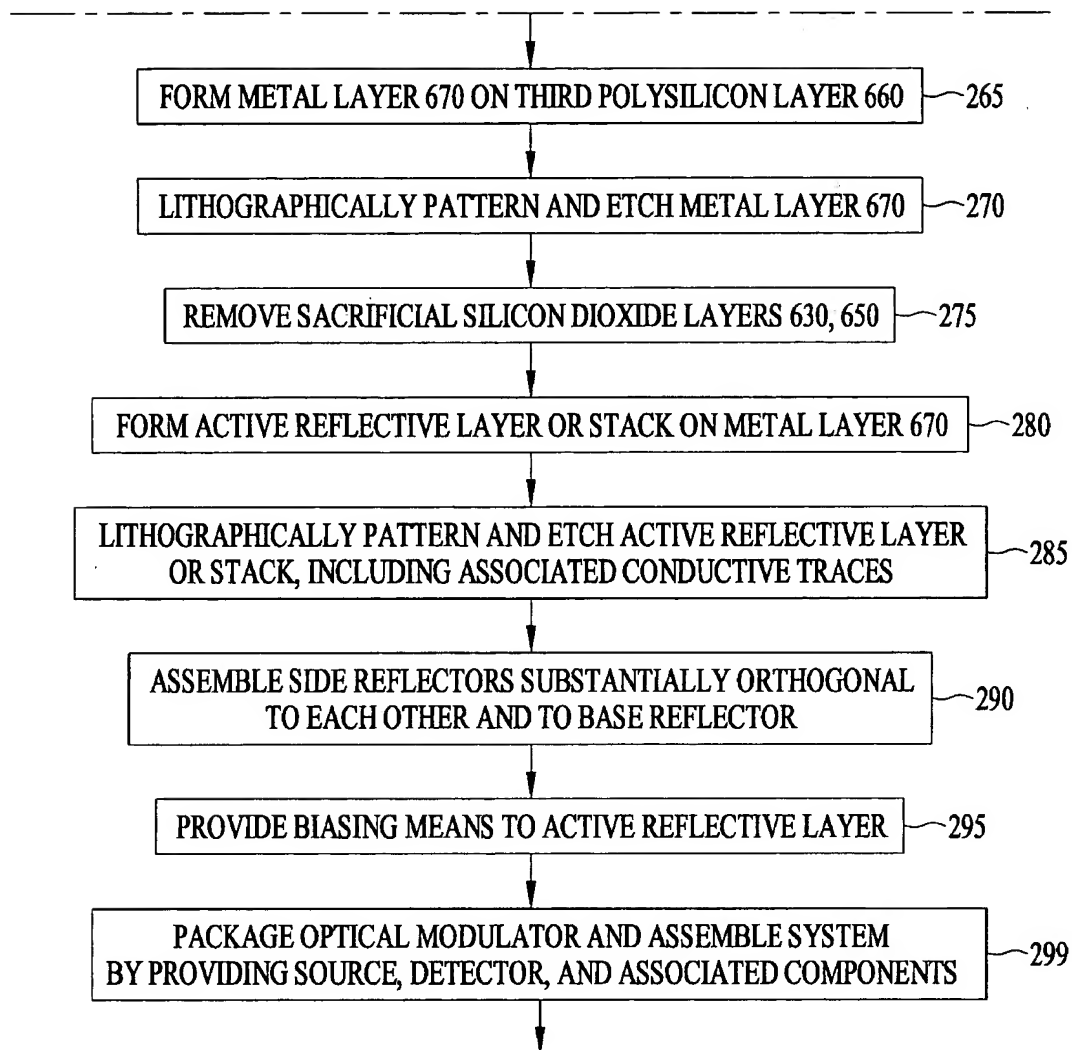 FORM METAL LAYER 670 ON THIRD POLYSILICON LAYER 660
265
LITHOGRAPHICALLY PATTERN AND ETCH METAL LAYER 670
270
REMOVE SACRIFICIAL SILICON DIOXIDE LAYERS 630, 650
275
FORM ACTIVE REFLECTIVE LAYER OR STACK ON METAL LAYER 670
280
LITHOGRAPHICALLY PATTERN AND ETCH ACTIVE REFLECTIVE LAYER
OR STACK, INCLUDING ASSOCIATED CONDUCTIVE TRACES
285
ASSEMBLE SIDE REFLECTORS SUBSTANTIALLY ORTHOGONAL
TO EACH OTHER AND TO BASE REFLECTOR
290
PROVIDE BIASING MEANS TO ACTIVE REFLECTIVE LAYER
295
PACKAGE OPTICAL MODULATOR AND ASSEMBLE SYSTEM
BY PROVIDING SOURCE, DETECTOR, AND ASSOCIATED COMPONENTS
299